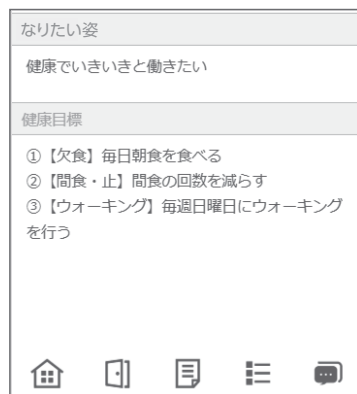 なりたい姿
健康でいきいきと働きたい
健康目標
①【欠食】毎日朝食を食べる
②【間食・止】間食の回数を減らす
③【ウォーキング】毎週日曜日にウォーキング
を行う